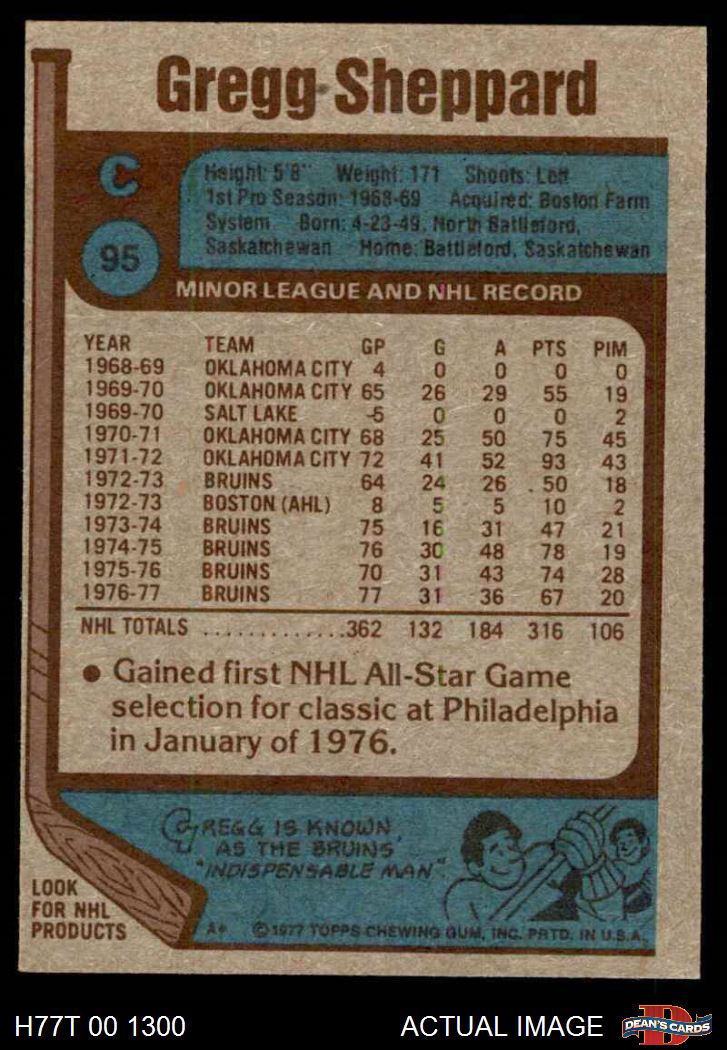 Gregg Sheppard
C
Height: 5'8" Weight: 171 Shoots: Left
1st Pro Season: 1968-69 Acquired: Boston Farm
System Born: 4-23-49, North Battleford,
Saskatchewan Home: Battleford, Saskatchewan
95
MINOR LEAGUE AND NHL RECORD
YEAR TEAM GP G A PTS PIM
1968-69 OKLAHOMA CITY 4 0 0 0 0
1969-70 OKLAHOMA CITY 65 26 29 55 19
1969-70 SALT LAKE 5 0 0 0 2
1970-71 OKLAHOMA CITY 68 25 50 75 45
1971-72 OKLAHOMA CITY 72 41 52 93 43
1972-73 BRUINS 64 24 26 50 18
1972-73 BOSTON (AHL) 8 5 5 10 2
1973-74 BRUINS 75 16 31 47 21
1974-75 BRUINS 76 30 48 78 19
1975-76 BRUINS 70 31 43 74 28
1976-77 BRUINS 77 31 36 67 20
NHL TOTALS ..............362 132 184 316 106
● Gained first NHL All-Star Game
selection for classic at Philadelphia
in January of 1976.
GREGG IS KNOWN
AS THE BRUINS'
"INDISPENSABLE MAN".
LOOK
FOR NHL
PRODUCTS
A* ©1977 TOPPS CHEWING GUM, INC. PRTD. IN U.S.A.
H77T 00 1300 ACTUAL IMAGE
D
DEAN'S CARDS